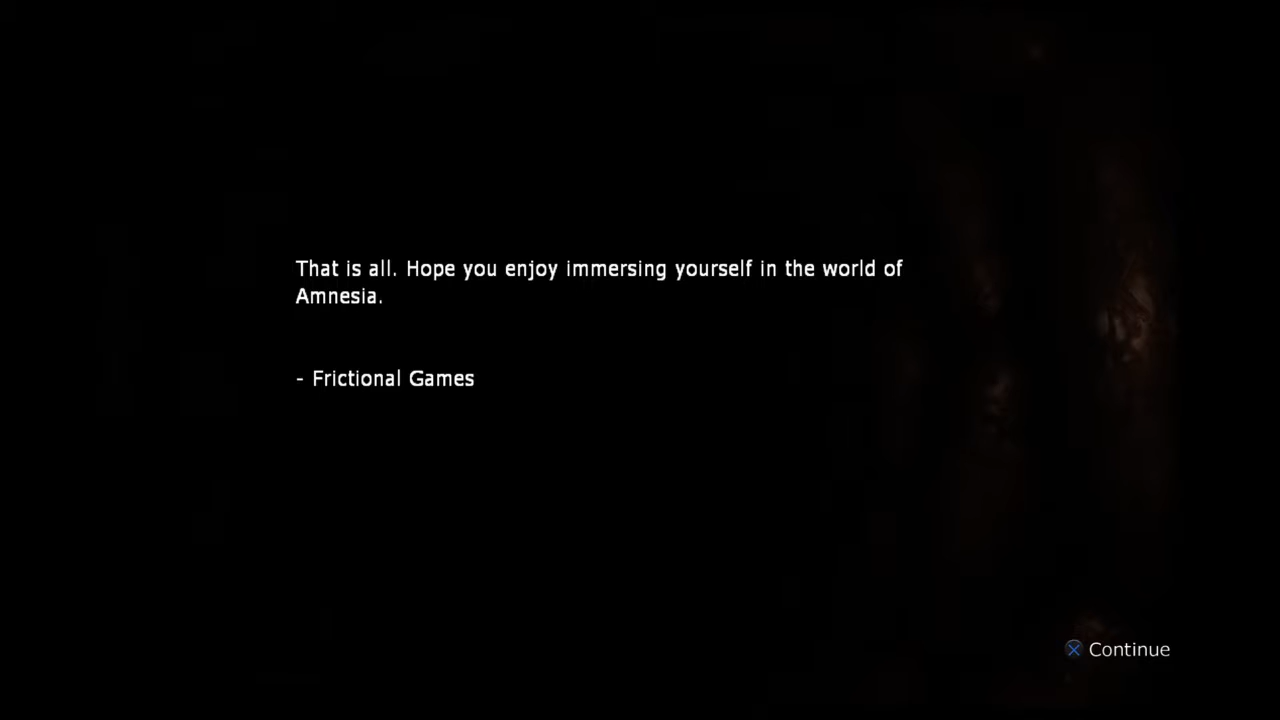 That is all. Hope you enjoy immersing yourself in the world of
Amnesia.
- Frictional Games
Continue